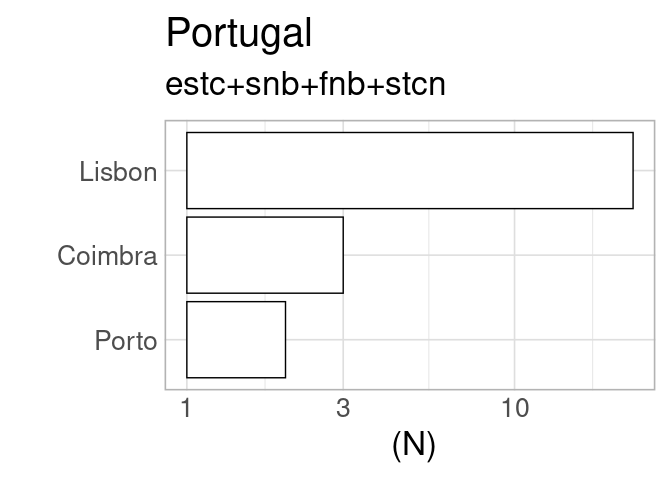 Portugal
estc+snb+fnb+stcn
Lisbon
Coimbra
Porto
1 3 10
(N)